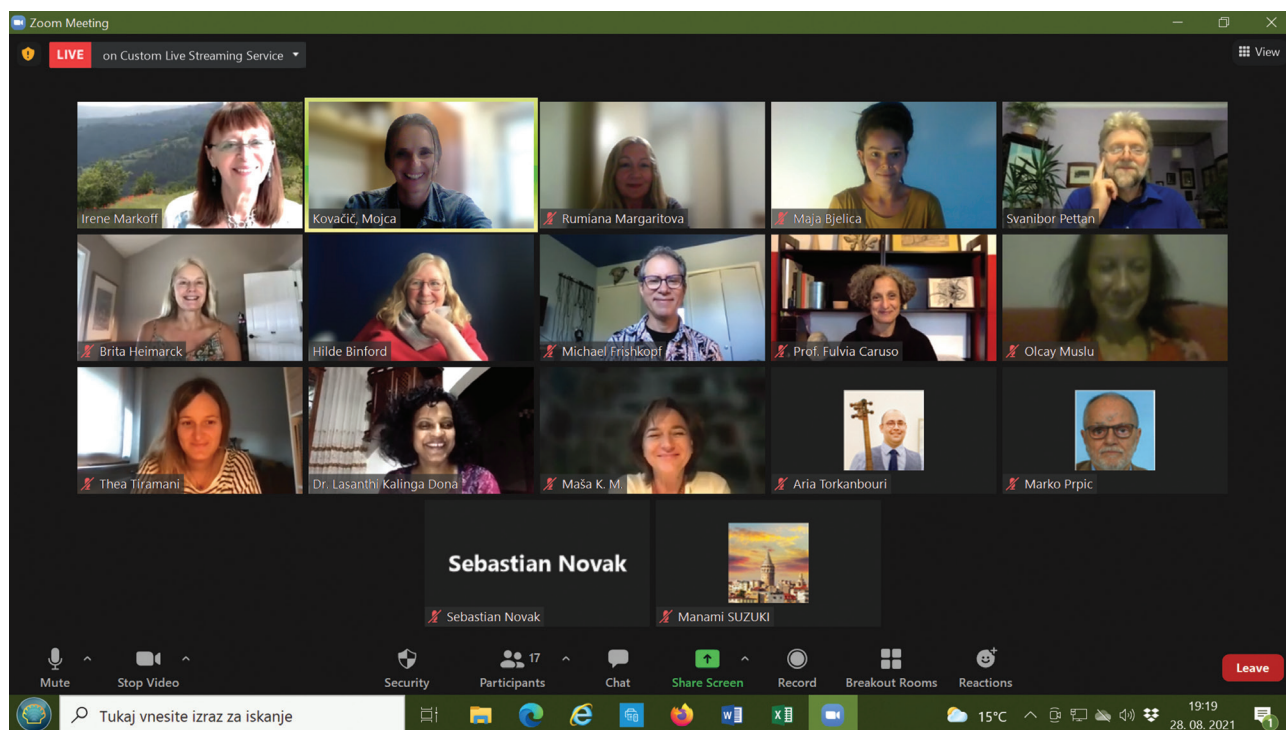 Zoom Meeting
LIVE on Custom Live Streaming Service
View
Irene Markoff
Kovačič, Mojca
Rumiana Margaritova
Maja Bjelica
Svanibor Pettan
Brita Heimarck
Hilde Binford
Michael Frishkopf
Prof. Fulvia Caruso
Olcay Muslu
Thea Tiramani
Dr. Lasanthi Kalinga Dona
Maša K. M.
Aria Torkanbouri
Marko Prpic
Sebastian Novak
Sebastian Novak
Manami SUZUKI
Mute
Stop Video
Security
17
Participants
Chat
Share Screen
Record
Breakout Rooms
Reactions
Leave
Tukaj vnesite izraz za iskanje
15°C
19:19
28. 08. 2021
1